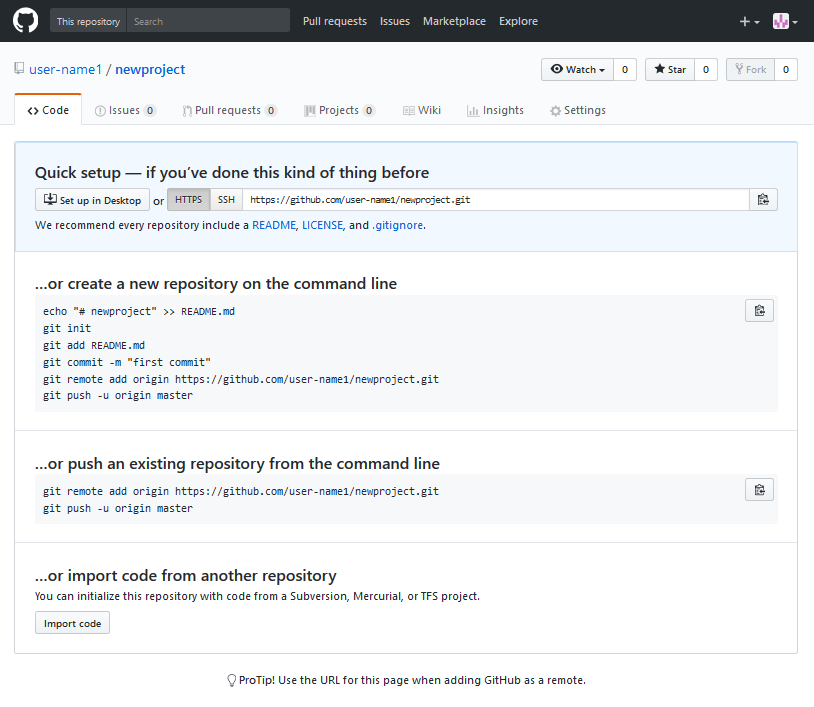 This repository Search Pull requests Issues Marketplace Explore
user-name1 / newproject Watch 0 Star 0 Fork 0
Code Issues 0 Pull requests 0 Projects 0 Wiki Insights Settings
Quick setup — if you’ve done this kind of thing before
Set up in Desktop or HTTPS SSH https://github.com/user-name1/newproject.git
We recommend every repository include a README, LICENSE, and .gitignore.
…or create a new repository on the command line
echo "# newproject" >> README.md
git init
git add README.md
git commit -m "first commit"
git remote add origin https://github.com/user-name1/newproject.git
git push -u origin master
…or push an existing repository from the command line
git remote add origin https://github.com/user-name1/newproject.git
git push -u origin master
…or import code from another repository
You can initialize this repository with code from a Subversion, Mercurial, or TFS project.
Import code
ProTip! Use the URL for this page when adding GitHub as a remote.